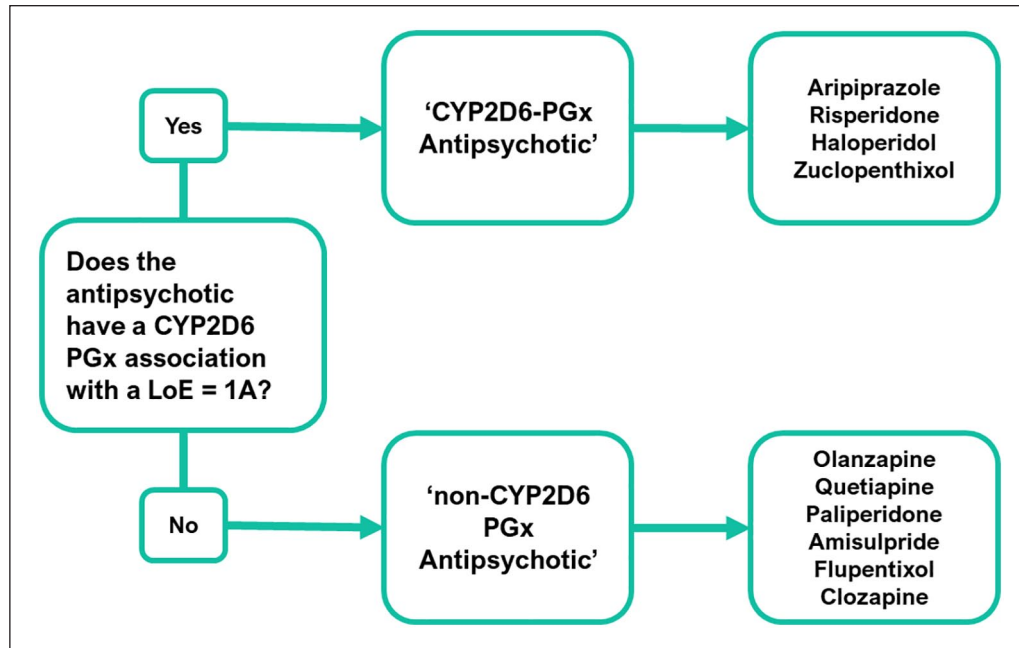 Yes
‘CYP2D6-PGx
Antipsychotic’
Aripiprazole
Risperidone
Haloperidol
Zuclopenthixol
Does the
antipsychotic
have a CYP2D6
PGx association
with a LoE = 1A?
No
‘non-CYP2D6
PGx
Antipsychotic’
Olanzapine
Quetiapine
Paliperidone
Amisulpride
Flupentixol
Clozapine